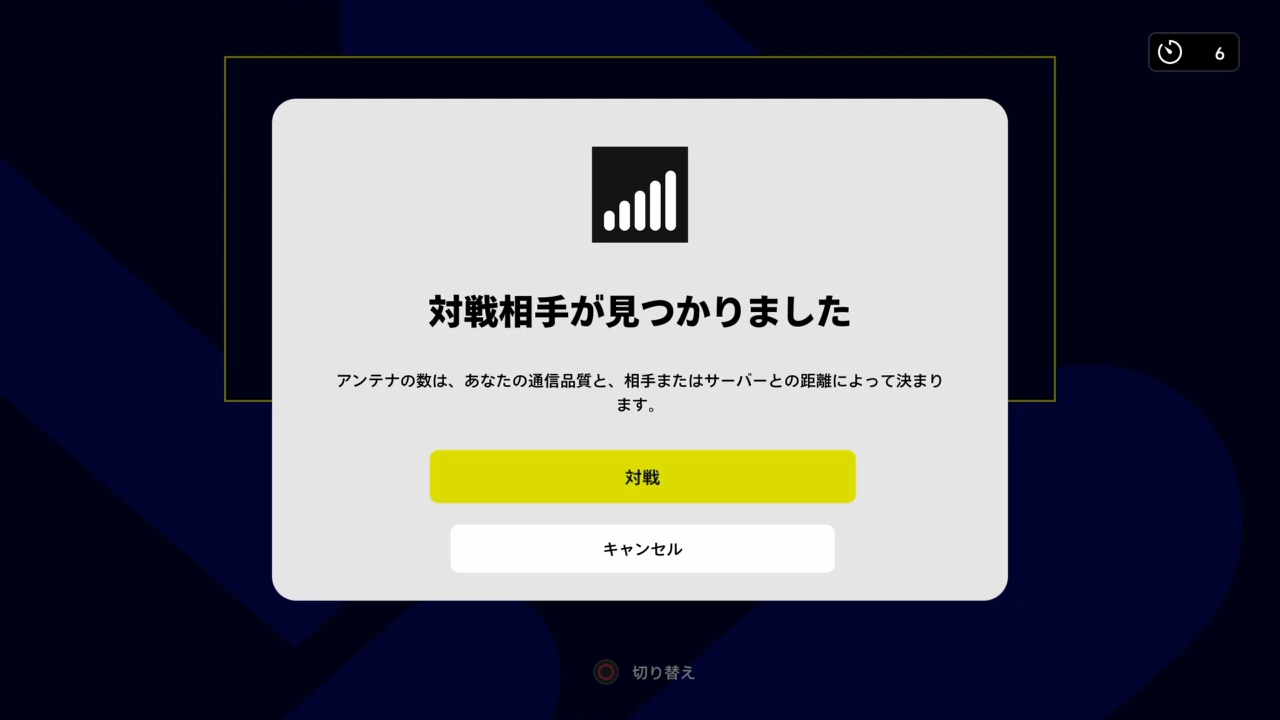 6
対戦相手が見つかりました
アンテナの数は、あなたの通信品質と、相手またはサーバーとの距離によって決まり
ます。
対戦
キャンセル
切り替え